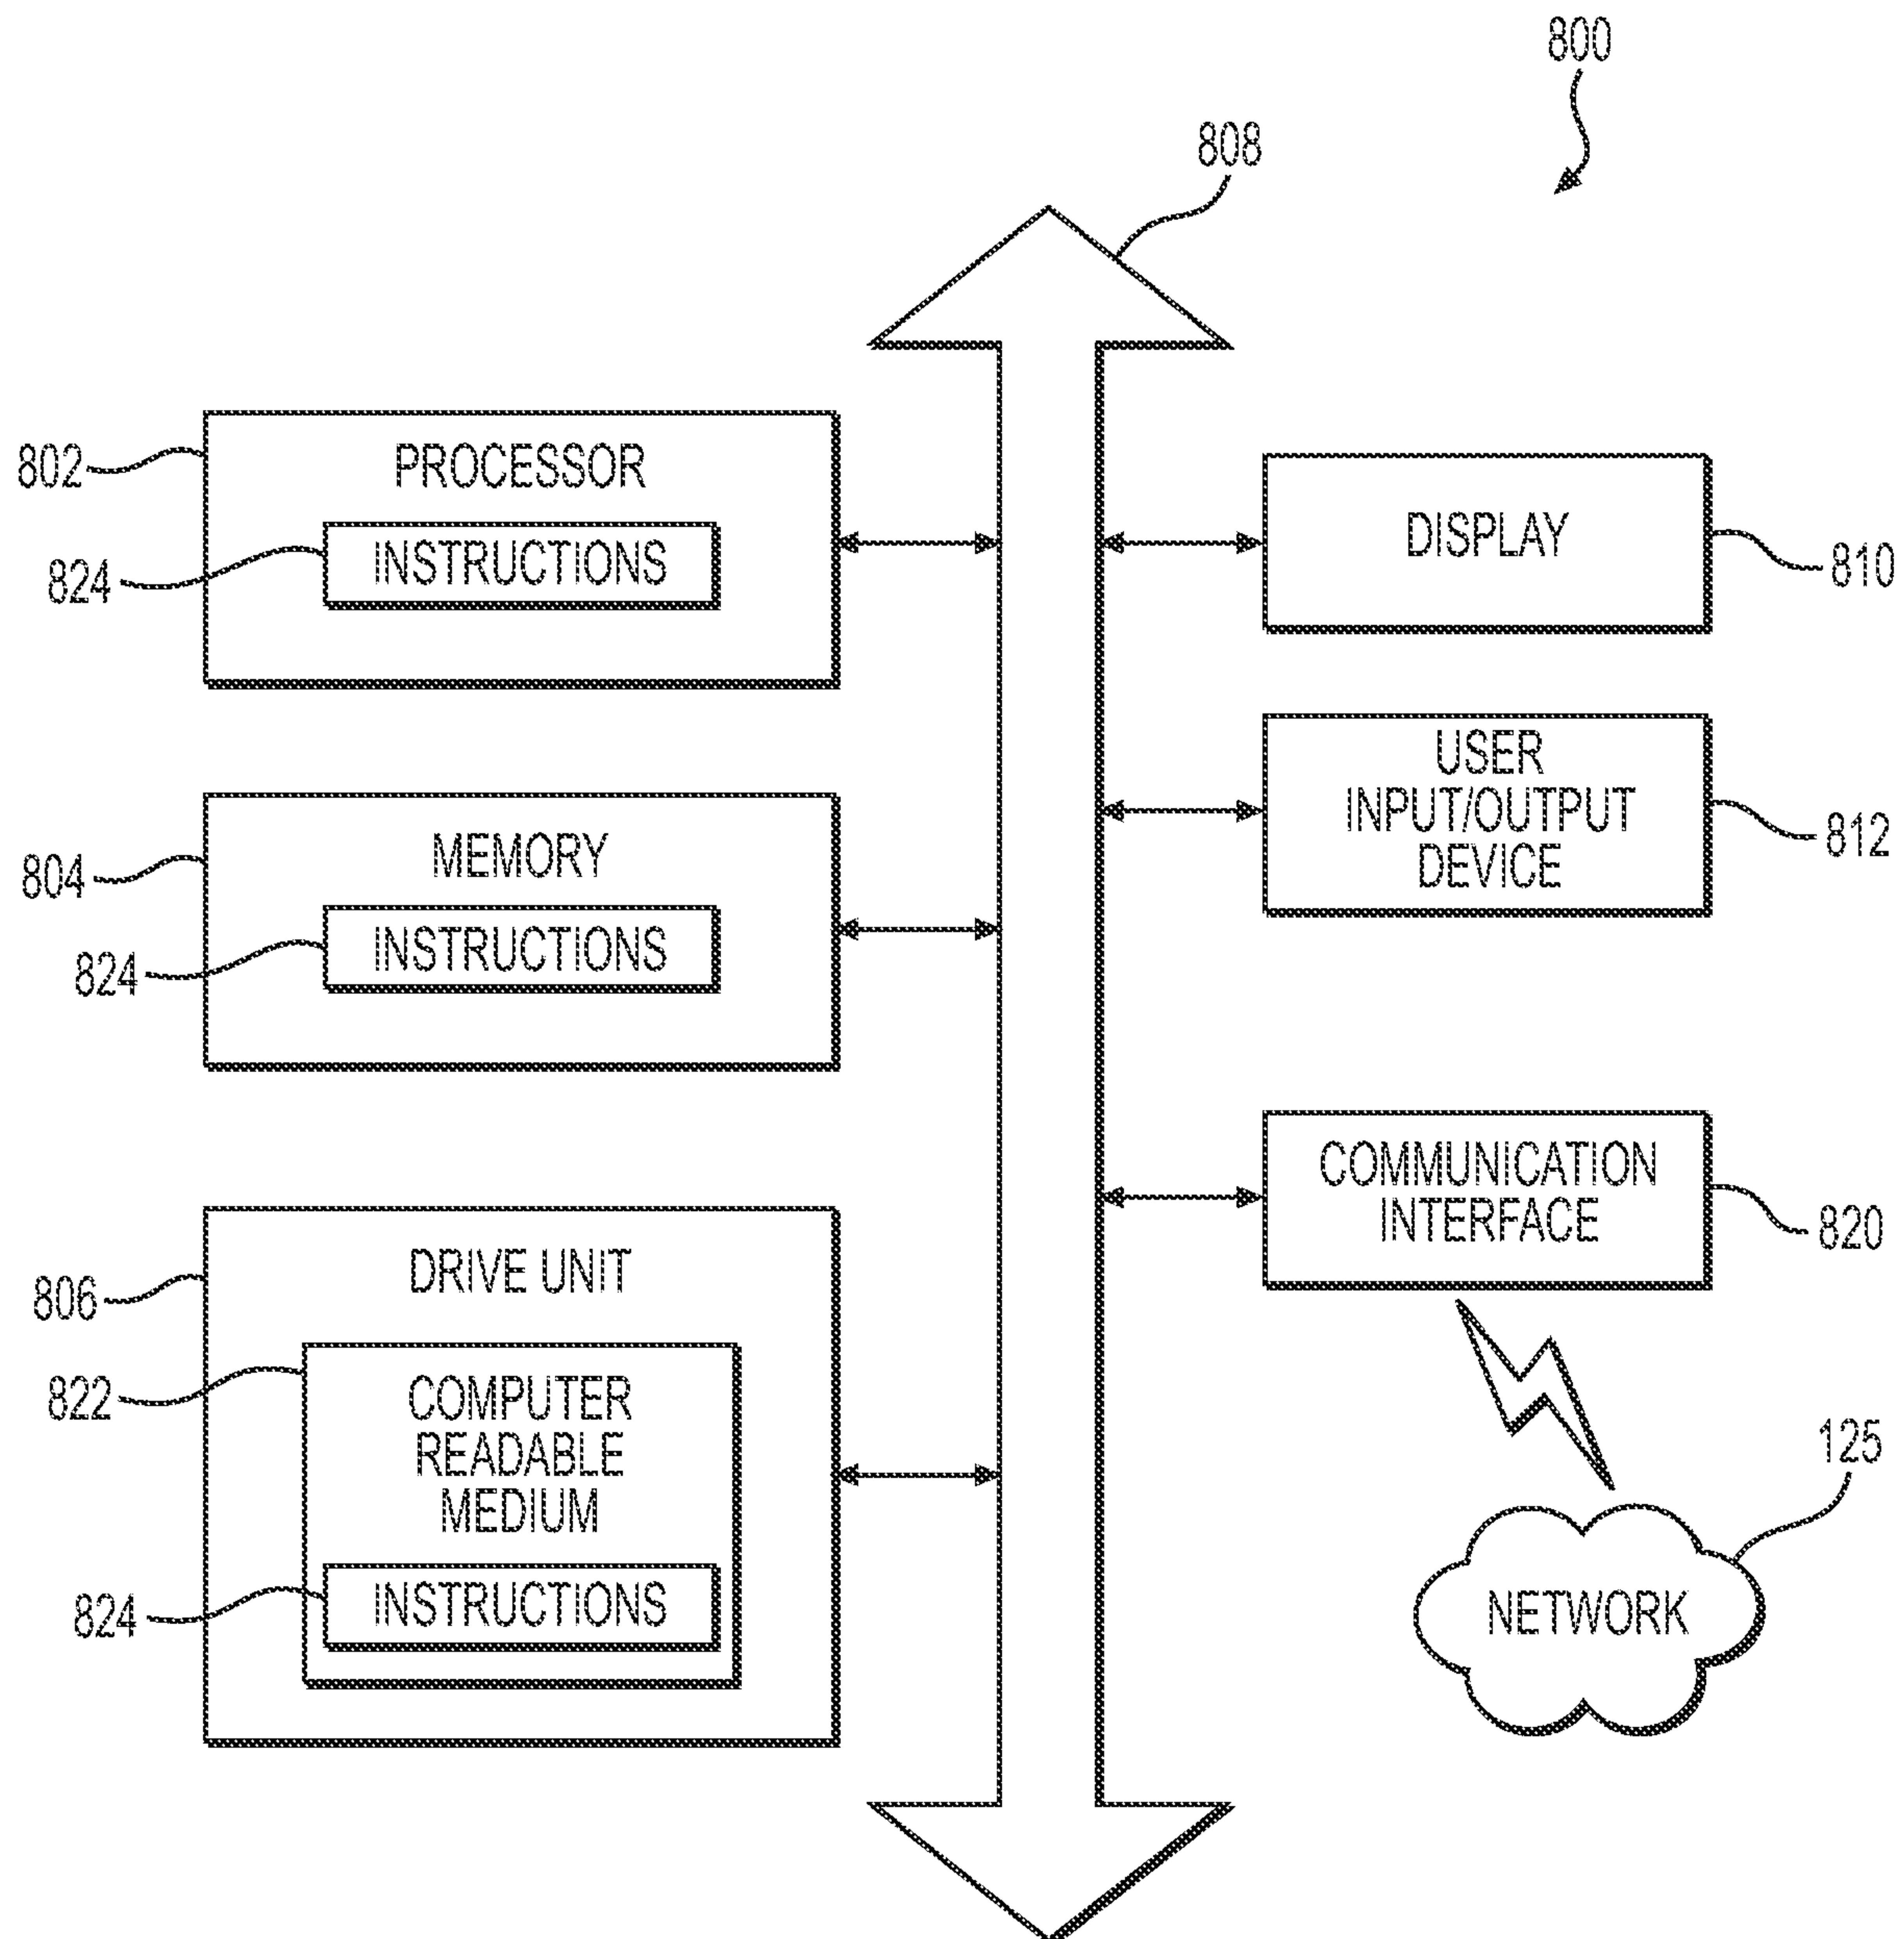 800
808
802
PROCESSOR
824
INSTRUCTIONS
804
MEMORY
824
INSTRUCTIONS
806
DRIVE UNIT
822
COMPUTER
READABLE
MEDIUM
824
INSTRUCTIONS
DISPLAY
810
USER
INPUT/OUTPUT
DEVICE
812
COMMUNICATION
INTERFACE
820
125
NETWORK